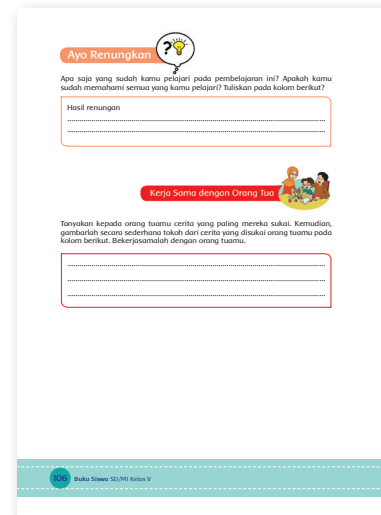 Ayo Renungkan
Apa saja yang sudah kamu pelajari pada pembelajaran ini? Apakah kamu
sudah memahami semua yang kamu pelajari? Tuliskan pada kolom berikut?
Hasil renungan
Kerja Sama dengan Orang Tua
Tanyakan kepada orang tuamu cerita yang paling mereka sukai. Kemudian,
gambarlah secara sederhana tokoh dari cerita yang disukai orang tuamu pada
kolom berikut. Bekerjasamalah dengan orang tuamu.
106 Buku Siswa SD/MI Kelas V